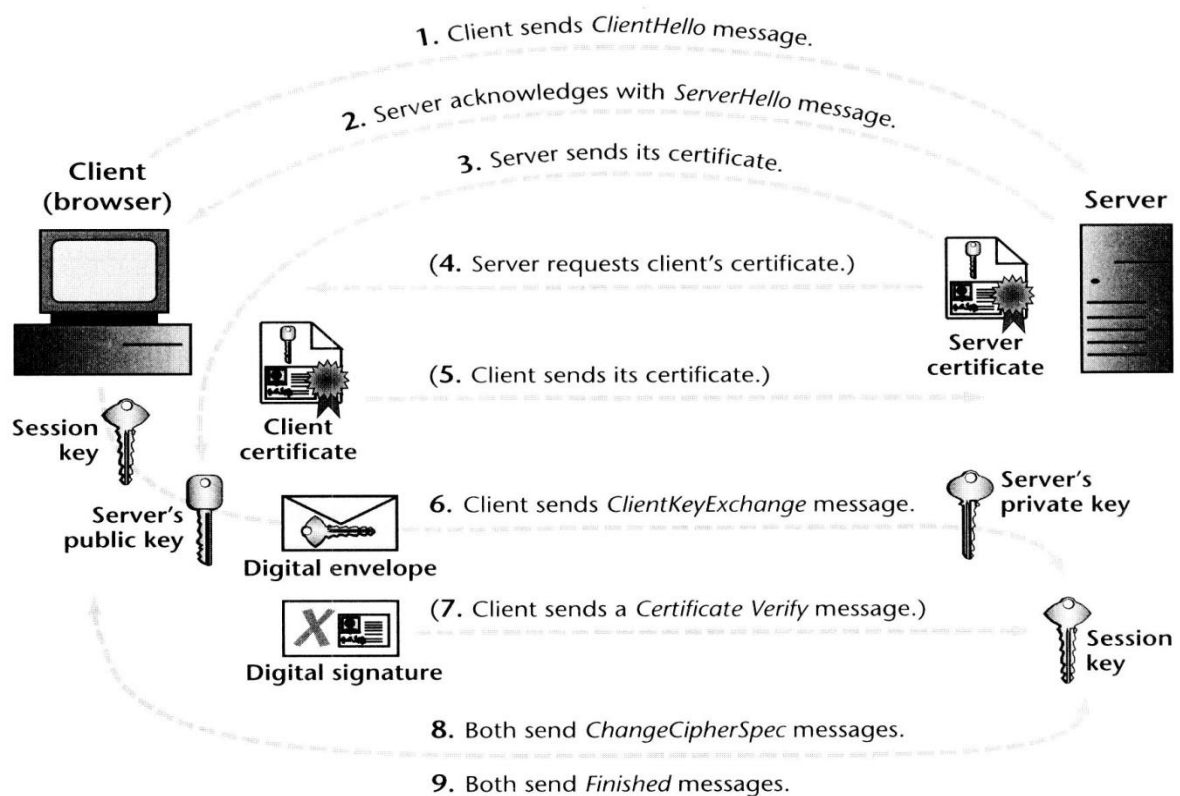 1. Client sends ClientHello message.
2. Server acknowledges with ServerHello message.
3. Server sends its certificate.
Client
(browser)
Server
(4. Server requests client's certificate.)
Server
certificate
(5. Client sends its certificate.)
Client
certificate
Session
key
Server's
public key
6. Client sends ClientKeyExchange message.
Server's
private key
Digital envelope
(7. Client sends a Certificate Verify message.)
Digital signature
Session
key
8. Both send ChangeCipherSpec messages.
9. Both send Finished messages.